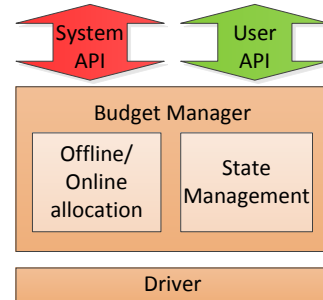 System
API
User
API
Budget Manager
Offline/
Online
allocation
State
Management
Driver